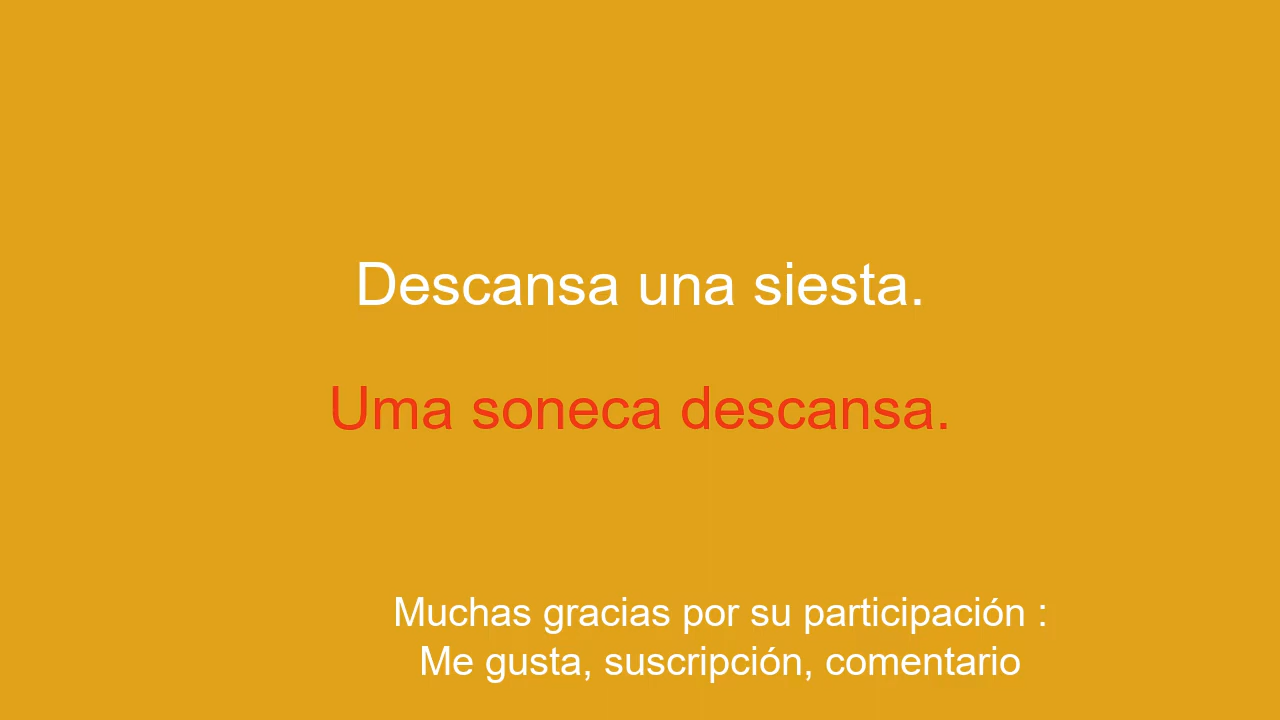 Descansa una siesta.
Uma soneca descansa.
Muchas gracias por su participación :
Me gusta, suscripción, comentario